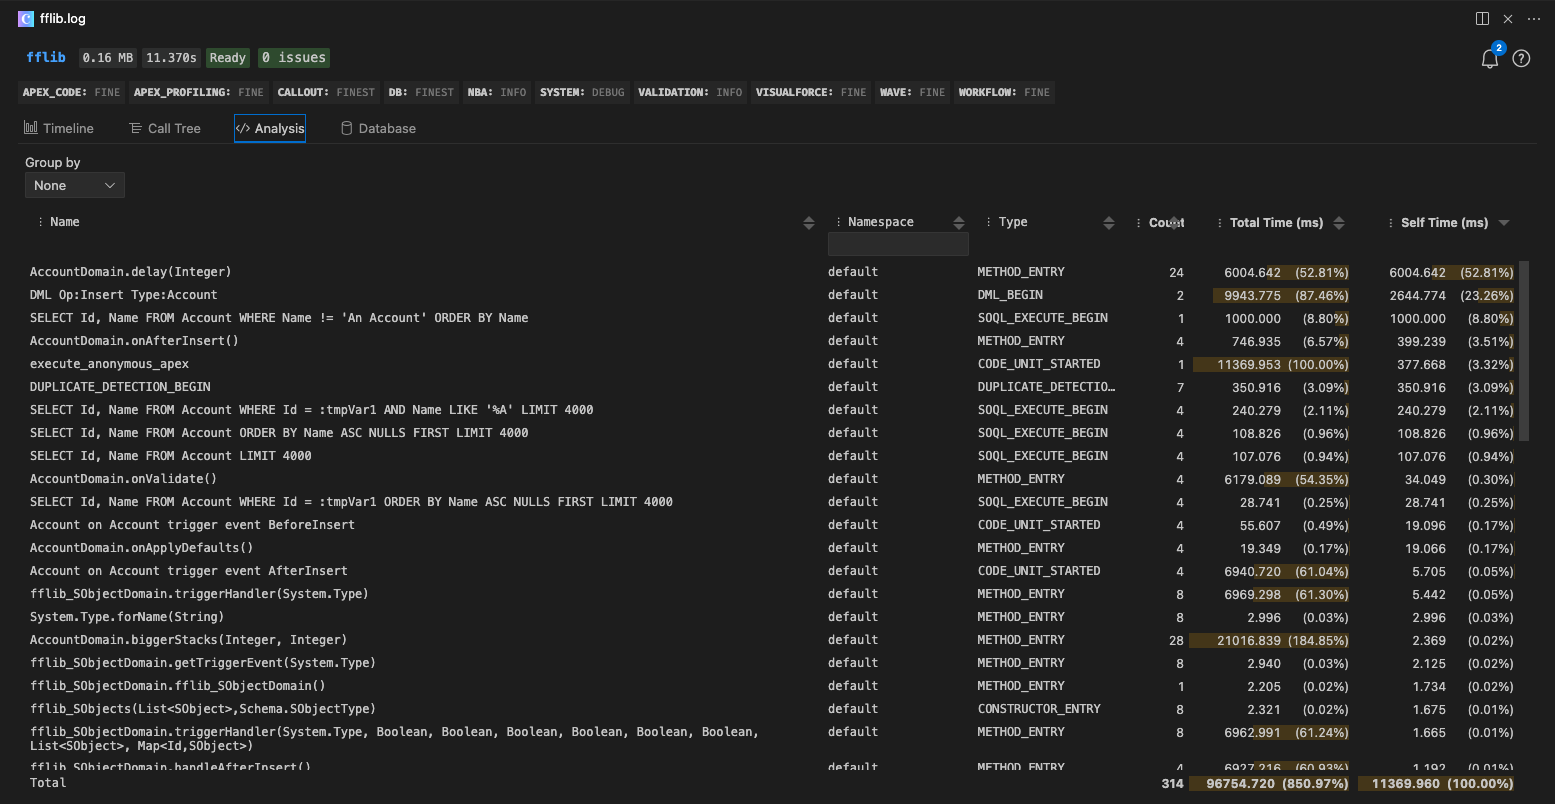 fflib.log
fflib 0.16 MB 11.370s Ready 0 issues 2
APEX_CODE: FINE APEX_PROFILING: FINE CALLOUT: FINEST DB: FINEST NBA: INFO SYSTEM: DEBUG VALIDATION: INFO VISUALFORCE: FINE WAVE: FINE WORKFLOW: FINE
Timeline Call Tree </> Analysis Database
Group by
None
Name Namespace Type Count Total Time (ms) Self Time (ms)
AccountDomain.delay(Integer) default METHOD_ENTRY 24 6004.642 (52.81%) 6004.642 (52.81%)
DML Op:Insert Type:Account default DML_BEGIN 2 9943.775 (87.46%) 2644.774 (23.26%)
SELECT Id, Name FROM Account WHERE Name != 'An Account' ORDER BY Name default SOQL_EXECUTE_BEGIN 1 1000.000 (8.80%) 1000.000 (8.80%)
AccountDomain.onAfterInsert() default METHOD_ENTRY 4 746.935 (6.57%) 399.239 (3.51%)
execute_anonymous_apex default CODE_UNIT_STARTED 1 11369.953 (100.00%) 377.668 (3.32%)
DUPLICATE_DETECTION_BEGIN default DUPLICATE_DETECTIO... 7 350.916 (3.09%) 350.916 (3.09%)
SELECT Id, Name FROM Account WHERE Id = :tmpVar1 AND Name LIKE '%A' LIMIT 4000 default SOQL_EXECUTE_BEGIN 4 240.279 (2.11%) 240.279 (2.11%)
SELECT Id, Name FROM Account ORDER BY Name ASC NULLS FIRST LIMIT 4000 default SOQL_EXECUTE_BEGIN 4 108.826 (0.96%) 108.826 (0.96%)
SELECT Id, Name FROM Account LIMIT 4000 default SOQL_EXECUTE_BEGIN 4 107.076 (0.94%) 107.076 (0.94%)
AccountDomain.onValidate() default METHOD_ENTRY 4 6179.089 (54.35%) 34.049 (0.30%)
SELECT Id, Name FROM Account WHERE Id = :tmpVar1 ORDER BY Name ASC NULLS FIRST LIMIT 4000 default SOQL_EXECUTE_BEGIN 4 28.741 (0.25%) 28.741 (0.25%)
Account on Account trigger event BeforeInsert default CODE_UNIT_STARTED 4 55.607 (0.49%) 19.096 (0.17%)
AccountDomain.onApplyDefaults() default METHOD_ENTRY 4 19.349 (0.17%) 19.066 (0.17%)
Account on Account trigger event AfterInsert default CODE_UNIT_STARTED 4 6940.720 (61.04%) 5.705 (0.05%)
fflib_SObjectDomain.triggerHandler(System.Type) default METHOD_ENTRY 8 6969.298 (61.30%) 5.442 (0.05%)
System.Type.forName(String) default METHOD_ENTRY 8 2.996 (0.03%) 2.996 (0.03%)
AccountDomain.biggerStacks(Integer, Integer) default METHOD_ENTRY 28 21016.839 (184.85%) 2.369 (0.02%)
fflib_SObjectDomain.getTriggerEvent(System.Type) default METHOD_ENTRY 8 2.940 (0.03%) 2.125 (0.02%)
fflib_SObjectDomain.fflib_SObjectDomain() default METHOD_ENTRY 1 2.205 (0.02%) 1.734 (0.02%)
fflib_SObjects(List<SObject>,Schema.SObjectType) default CONSTRUCTOR_ENTRY 8 2.321 (0.02%) 1.675 (0.01%)
fflib_SObjectDomain.triggerHandler(System.Type, Boolean, Boolean, Boolean, Boolean, Boolean, Boolean, default METHOD_ENTRY 8 6962.991 (61.24%) 1.665 (0.01%)
List<SObject>, Map<Id,SObject>)
fflib_SObjectDomain.handleAfterInsert() default METHOD_ENTRY 4 6927.216 (60.93%) 1.192 (0.01%)
Total 314 96754.720 (850.97%) 11369.960 (100.00%)